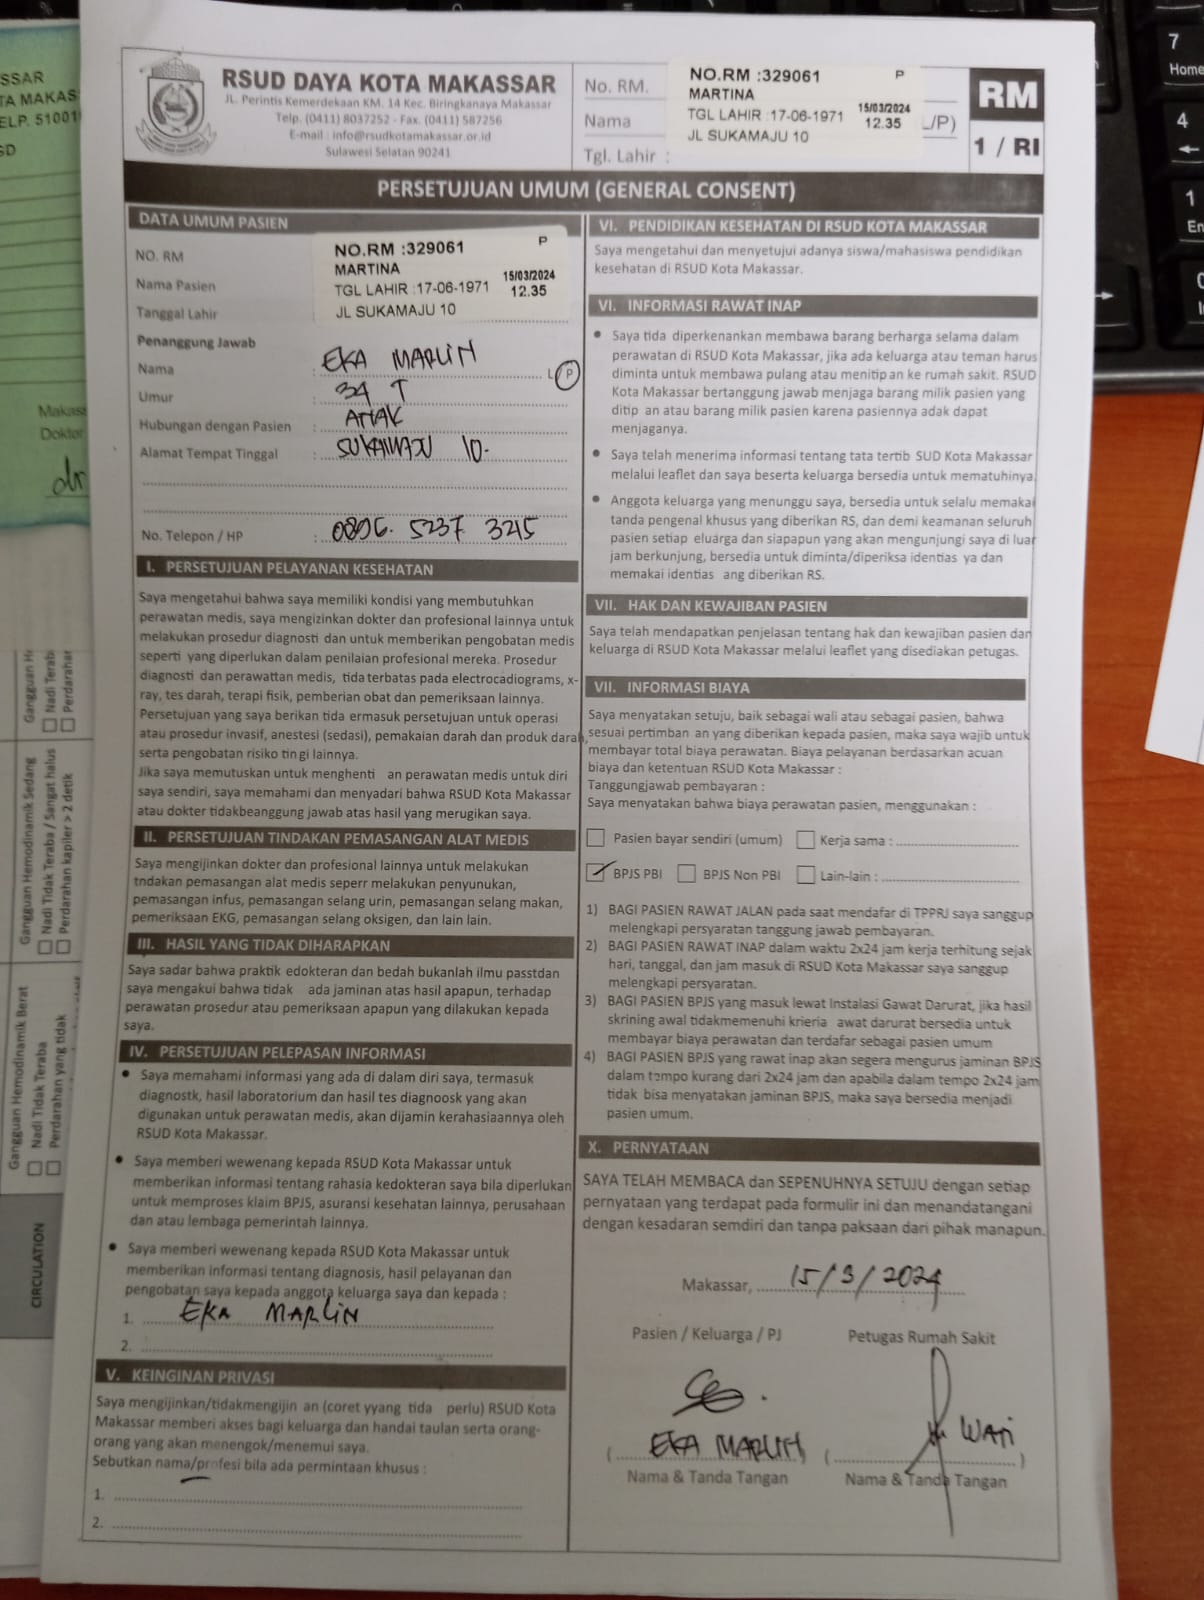 RSUD DAYA KOTA MAKASSAR
JL. Perintis Kemerdekaan KM. 14 Kec. Biringkanaya Makassar
Telp. (0411) 8037252 - Fax. (0411) 587256
E-mail : info@rsudkotamakassar.or.id
Sulawesi Selatan 90241
No. RM.
Nama
Tgl. Lahir :
NO.RM :329061 P
MARTINA
TGL LAHIR :17-06-1971 15/03/2024
JL SUKAMAJU 10 12.35
L/P)
RM
1 / RI
PERSETUJUAN UMUM (GENERAL CONSENT)
DATA UMUM PASIEN
NO. RM
Nama Pasien
Tanggal Lahir
NO.RM :329061 P
MARTINA
TGL LAHIR :17-06-1971 15/03/2024
JL SUKAMAJU 10 12.35
Penanggung Jawab
Nama : EKA MARLIN L/P
Umur : 34 T
Hubungan dengan Pasien : ANAK
Alamat Tempat Tinggal : SUKAMAJU 10.
No. Telepon / HP : 0896. 5237 3215
I. PERSETUJUAN PELAYANAN KESEHATAN
Saya mengetahui bahwa saya memiliki kondisi yang membutuhkan
perawatan medis, saya mengizinkan dokter dan profesional lainnya untuk
melakukan prosedur diagnosti dan untuk memberikan pengobatan medis
seperti yang diperlukan dalam penilaian profesional mereka. Prosedur
diagnosti dan perawattan medis, tida terbatas pada electrocadiograms, x-
ray, tes darah, terapi fisik, pemberian obat dan pemeriksaan lainnya.
Persetujuan yang saya berikan tida ermasuk persetujuan untuk operasi
atau prosedur invasif, anestesi (sedasi), pemakaian darah dan produk darah,
serta pengobatan risiko tin gi lainnya.
Jika saya memutuskan untuk menghenti an perawatan medis untuk diri
saya sendiri, saya memahami dan menyadari bahwa RSUD Kota Makassar
atau dokter tidakbeanggung jawab atas hasil yang merugikan saya.
II. PERSETUJUAN TINDAKAN PEMASANGAN ALAT MEDIS
Saya mengijinkan dokter dan profesional lainnya untuk melakukan
tndakan pemasangan alat medis seperr melakukan penyunukan,
pemasangan infus, pemasangan selang urin, pemasangan selang makan,
pemeriksaan EKG, pemasangan selang oksigen, dan lain lain.
III. HASIL YANG TIDAK DIHARAPKAN
Saya sadar bahwa praktik edokteran dan bedah bukanlah ilmu passtdan
saya mengakui bahwa tidak ada jaminan atas hasil apapun, terhadap
perawatan prosedur atau pemeriksaan apapun yang dilakukan kepada
saya.
IV. PERSETUJUAN PELEPASAN INFORMASI
• Saya memahami informasi yang ada di dalam diri saya, termasuk
diagnostk, hasil laboratorium dan hasil tes diagnoosk yang akan
digunakan untuk perawatan medis, akan dijamin kerahasiaannya oleh
RSUD Kota Makassar.
• Saya memberi wewenang kepada RSUD Kota Makassar untuk
memberikan informasi tentang rahasia kedokteran saya bila diperlukan
untuk memproses klaim BPJS, asuransi kesehatan lainnya, perusahaan
dan atau lembaga pemerintah lainnya.
• Saya memberi wewenang kepada RSUD Kota Makassar untuk
memberikan informasi tentang diagnosis, hasil pelayanan dan
pengobatan saya kepada anggota keluarga saya dan kepada :
1. EKA MARLIN
2.
V. KEINGINAN PRIVASI
Saya mengijinkan/tidakmengijin an (coret yyang tida perlu) RSUD Kota
Makassar memberi akses bagi keluarga dan handai taulan serta orang-
orang yang akan menengok/menemui saya.
Sebutkan nama/profesi bila ada permintaan khusus :
1.
2.
VI. PENDIDIKAN KESEHATAN DI RSUD KOTA MAKASSAR
Saya mengetahui dan menyetujui adanya siswa/mahasiswa pendidikan
kesehatan di RSUD Kota Makassar.
VI. INFORMASI RAWAT INAP
• Saya tida diperkenankan membawa barang berharga selama dalam
perawatan di RSUD Kota Makassar, jika ada keluarga atau teman harus
diminta untuk membawa pulang atau menitip an ke rumah sakit. RSUD
Kota Makassar bertanggung jawab menjaga barang milik pasien yang
ditip an atau barang milik pasien karena pasiennya adak dapat
menjaganya.
• Saya telah menerima informasi tentang tata tertib SUD Kota Makassar
melalui leaflet dan saya beserta keluarga bersedia untuk mematuhinya.
• Anggota keluarga yang menunggu saya, bersedia untuk selalu memakai
tanda pengenal khusus yang diberikan RS, dan demi keamanan seluruh
pasien setiap eluárga dan siapapun yang akan mengunjungi saya di luar
jam berkunjung, bersedia untuk diminta/diperiksa identias ya dan
memakai identias ang diberikan RS.
VII. HAK DAN KEWAJIBAN PASIEN
Saya telah mendapatkan penjelasan tentang hak dan kewajiban pasien dan
keluarga di RSUD Kota Makassar melalui leaflet yang disediakan petugas.
VII. INFORMASI BIAYA
Saya menyatakan setuju, baik sebagai wali atau sebagai pasien, bahwa
sesuai pertimban an yang diberikan kepada pasien, maka saya wajib untuk
membayar total biaya perawatan. Biaya pelayanan berdasarkan acuan
biaya dan ketentuan RSUD Kota Makassar :
Tanggungjawab pembayaran :
Saya menyatakan bahwa biaya perawatan pasien, menggunakan :
Pasien bayar sendiri (umum) Kerja sama :
BPJS PBI BPJS Non PBI Lain-lain :
1) BAGI PASIEN RAWAT JALAN pada saat mendafar di TPPRJ saya sanggup
melengkapi persyaratan tanggung jawab pembayaran.
2) BAGI PASIEN RAWAT INAP dalam waktu 2x24 jam kerja terhitung sejak
hari, tanggal, dan jam masuk di RSUD Kota Makassar saya sanggup
melengkapi persyaratan.
3) BAGI PASIEN BPJS yang masuk lewat Instalasi Gawat Darurat, jika hasil
skrining awal tidakmemenuhi krieria awat darurat bersedia untuk
membayar biaya perawatan dan terdafar sebagai pasien umum
4) BAGI PASIEN BPJS yang rawat inap akan segera mengurus jaminan BPJS
dalam tempo kurang dari 2x24 jam dan apabila dalam tempo 2x24 jam
tidak bisa menyatakan jaminan BPJS, maka saya bersedia menjadi
pasien umum.
X. PERNYATAAN
SAYA TELAH MEMBACA dan SEPENUHNYA SETUJU dengan setiap
pernyataan yang terdapat pada formulir ini dan menandatangani
dengan kesadaran semdiri dan tanpa paksaan dari pihak manapun.
Makassar, 15/3/2024
Pasien / Keluarga / PJ Petugas Rumah Sakit
( EKA MARLIN ) ( WATI )
Nama & Tanda Tangan Nama & Tanda Tangan
SSAR
TA MAKAS
ELP. 51001
SD
Makas
Doktor
dr
Gangguan Hemodinamik Sedang
Nadi Tidak Teraba / Sangat halus
Perdarahan kapiler > 2 detik
Gangguan Hemodinamik Berat
Nadi Tidak Teraba
Perdarahan yang tidak
CIRCULATION
7
Home
4
1
En